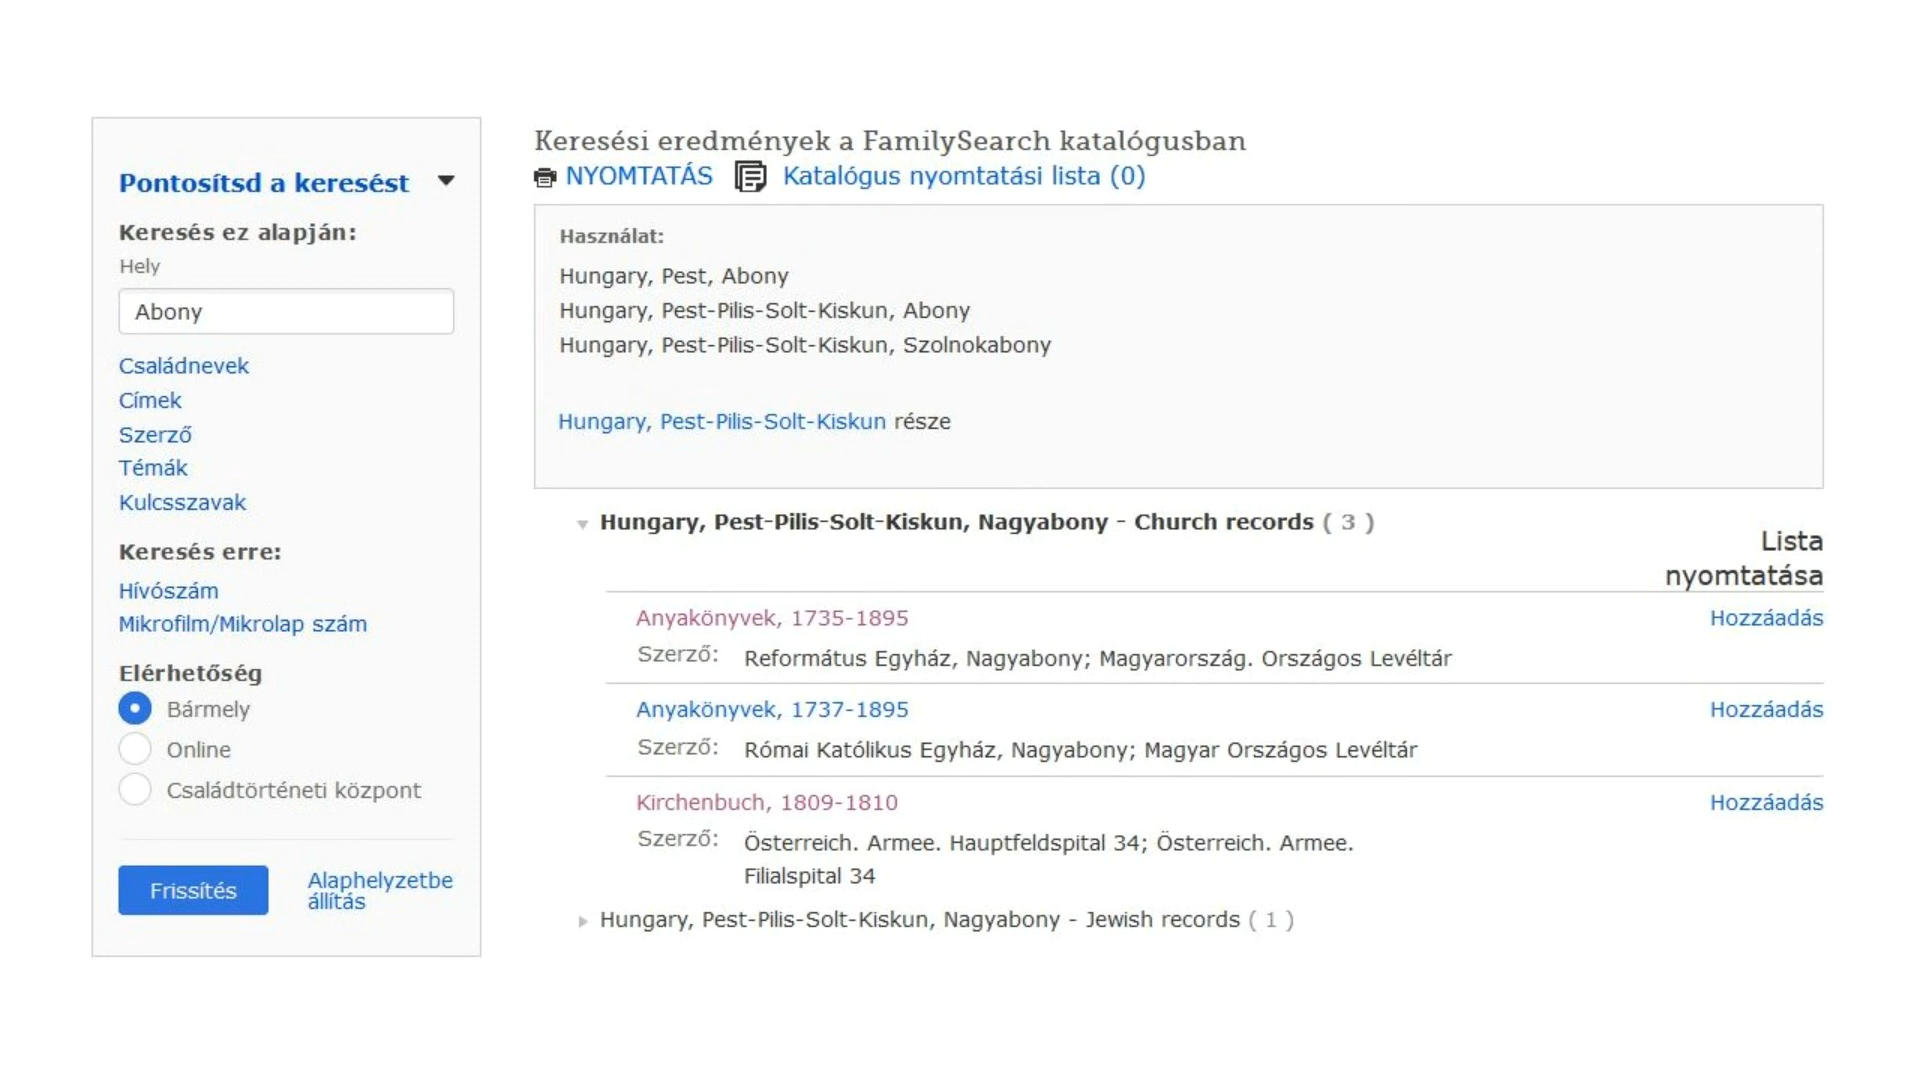 Pontosítsd a keresést
Keresés ez alapján:
Hely
Abony
Családnevek
Címek
Szerző
Témák
Kulcsszavak
Keresés erre:
Hívószám
Mikrofilm/Mikrolap szám
Elérhetőség
Bármely
Online
Családtörténeti központ
Frissítés
Alaphelyzetbe
állítás
Keresési eredmények a FamilySearch katalógusban
NYOMTATÁS Katalógus nyomtatási lista (0)
Használat:
Hungary, Pest, Abony
Hungary, Pest-Pilis-Solt-Kiskun, Abony
Hungary, Pest-Pilis-Solt-Kiskun, Szolnokabony
Hungary, Pest-Pilis-Solt-Kiskun része
Hungary, Pest-Pilis-Solt-Kiskun, Nagyabony - Church records ( 3 )
Lista
nyomtatása
Anyakönyvek, 1735-1895 Hozzáadás
Szerző: Református Egyház, Nagyabony; Magyarország. Országos Levéltár
Anyakönyvek, 1737-1895 Hozzáadás
Szerző: Római Katólikus Egyház, Nagyabony; Magyar Országos Levéltár
Kirchenbuch, 1809-1810 Hozzáadás
Szerző: Österreich. Armee. Hauptfeldspital 34; Österreich. Armee.
Filialspital 34
Hungary, Pest-Pilis-Solt-Kiskun, Nagyabony - Jewish records ( 1 )